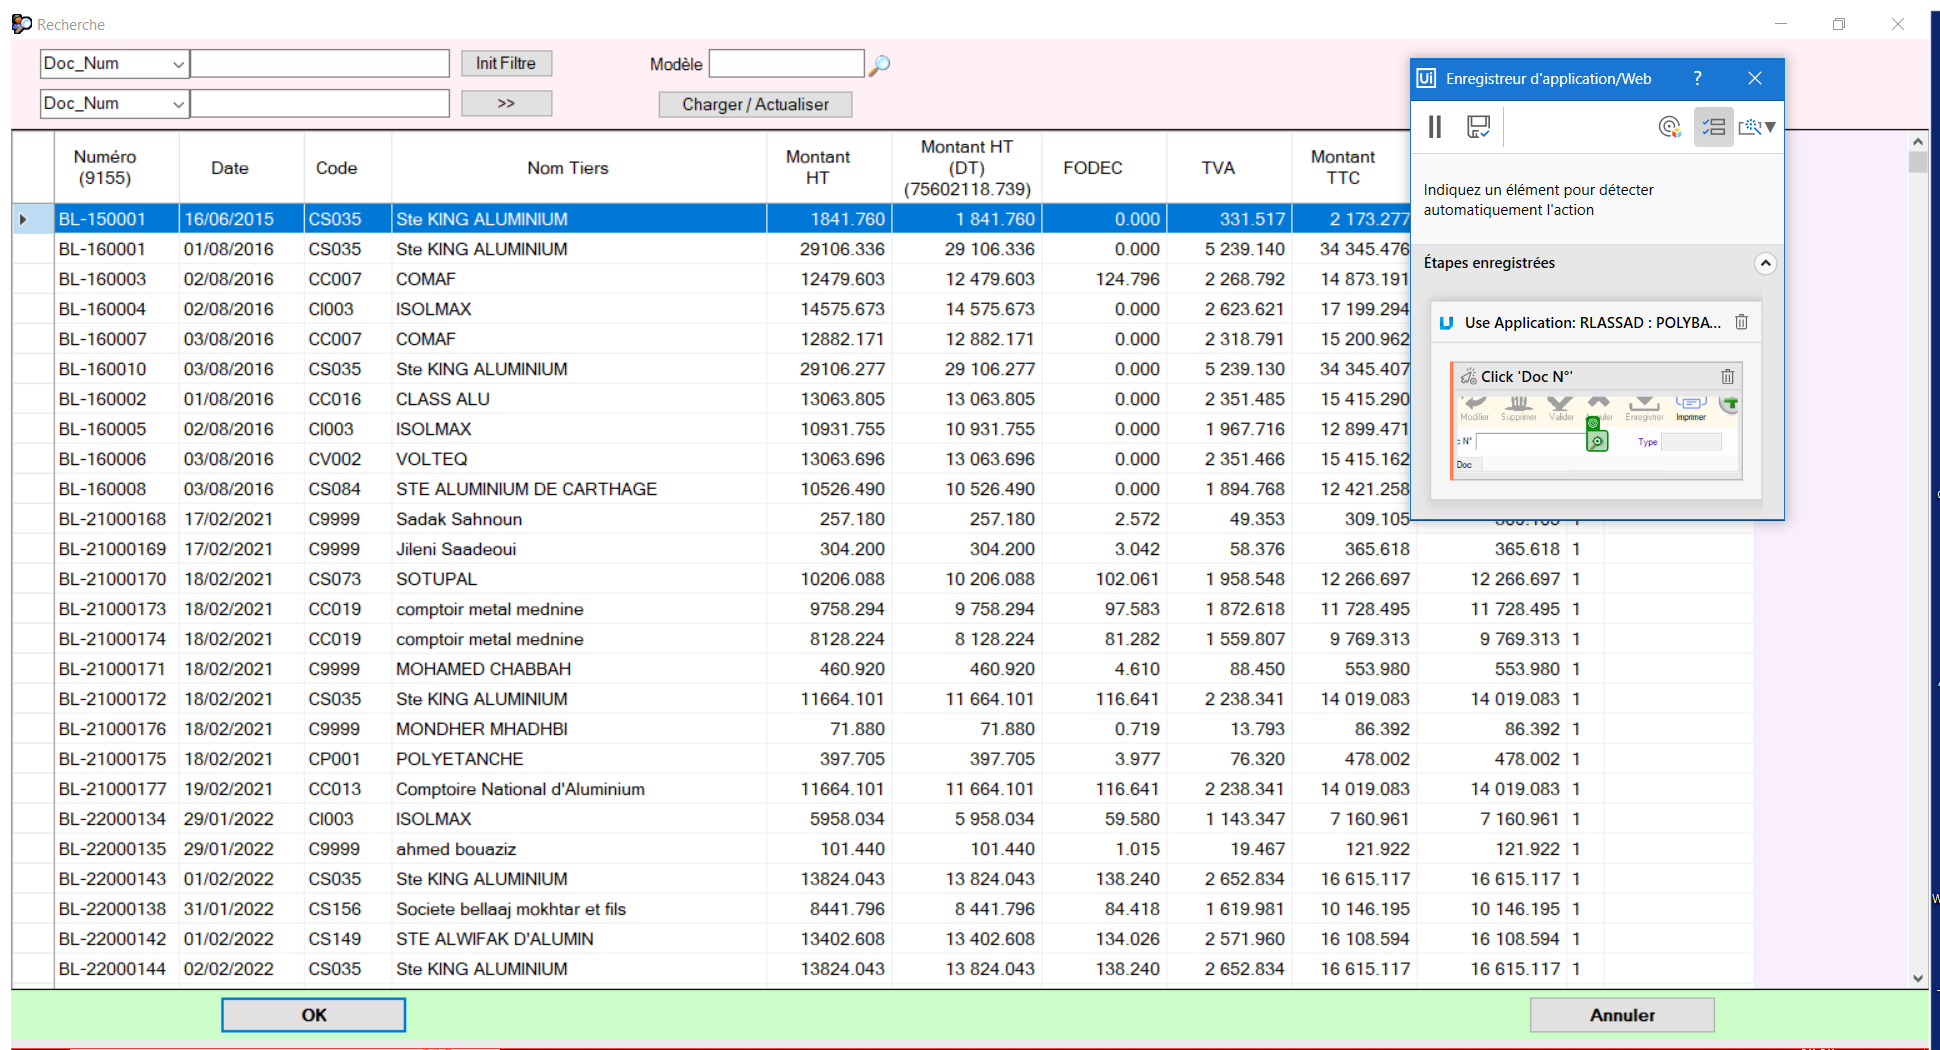 Recherche
Doc_Num Init Filtre Modèle
Doc_Num >> Charger / Actualiser
Numéro (9155) Date Code Nom Tiers Montant HT Montant HT (DT) (75602118.739) FODEC TVA Montant TTC
BL-150001 16/06/2015 CS035 Ste KING ALUMINIUM 1841.760 1 841.760 0.000 331.517 2 173.277
BL-160001 01/08/2016 CS035 Ste KING ALUMINIUM 29106.336 29 106.336 0.000 5 239.140 34 345.476
BL-160003 02/08/2016 CC007 COMAF 12479.603 12 479.603 124.796 2 268.792 14 873.191
BL-160004 02/08/2016 CI003 ISOLMAX 14575.673 14 575.673 0.000 2 623.621 17 199.294
BL-160007 03/08/2016 CC007 COMAF 12882.171 12 882.171 0.000 2 318.791 15 200.962
BL-160010 03/08/2016 CS035 Ste KING ALUMINIUM 29106.277 29 106.277 0.000 5 239.130 34 345.407
BL-160002 01/08/2016 CC016 CLASS ALU 13063.805 13 063.805 0.000 2 351.485 15 415.290
BL-160005 02/08/2016 CI003 ISOLMAX 10931.755 10 931.755 0.000 1 967.716 12 899.471
BL-160006 03/08/2016 CV002 VOLTEQ 13063.696 13 063.696 0.000 2 351.466 15 415.162
BL-160008 03/08/2016 CS084 STE ALUMINIUM DE CARTHAGE 10526.490 10 526.490 0.000 1 894.768 12 421.258
BL-21000168 17/02/2021 C9999 Sadak Sahnoun 257.180 257.180 2.572 49.353 309.105 1
BL-21000169 17/02/2021 C9999 Jileni Saadeoui 304.200 304.200 3.042 58.376 365.618 365.618 1
BL-21000170 18/02/2021 CS073 SOTUPAL 10206.088 10 206.088 102.061 1 958.548 12 266.697 12 266.697 1
BL-21000173 18/02/2021 CC019 comptoir metal mednine 9758.294 9 758.294 97.583 1 872.618 11 728.495 11 728.495 1
BL-21000174 18/02/2021 CC019 comptoir metal mednine 8128.224 8 128.224 81.282 1 559.807 9 769.313 9 769.313 1
BL-21000171 18/02/2021 C9999 MOHAMED CHABBAH 460.920 460.920 4.610 88.450 553.980 553.980 1
BL-21000172 18/02/2021 CS035 Ste KING ALUMINIUM 11664.101 11 664.101 116.641 2 238.341 14 019.083 14 019.083 1
BL-21000176 18/02/2021 C9999 MONDHER MHADHBI 71.880 71.880 0.719 13.793 86.392 86.392 1
BL-21000175 18/02/2021 CP001 POLYETANCHE 397.705 397.705 3.977 76.320 478.002 478.002 1
BL-21000177 19/02/2021 CC013 Comptoire National d'Aluminium 11664.101 11 664.101 116.641 2 238.341 14 019.083 14 019.083 1
BL-22000134 29/01/2022 CI003 ISOLMAX 5958.034 5 958.034 59.580 1 143.347 7 160.961 7 160.961 1
BL-22000135 29/01/2022 C9999 ahmed bouaziz 101.440 101.440 1.015 19.467 121.922 121.922 1
BL-22000143 01/02/2022 CS035 Ste KING ALUMINIUM 13824.043 13 824.043 138.240 2 652.834 16 615.117 16 615.117 1
BL-22000138 31/01/2022 CS156 Societe bellaaj mokhtar et fils 8441.796 8 441.796 84.418 1 619.981 10 146.195 10 146.195 1
BL-22000142 01/02/2022 CS149 STE ALWIFAK D'ALUMIN 13402.608 13 402.608 134.026 2 571.960 16 108.594 16 108.594 1
BL-22000144 02/02/2022 CS035 Ste KING ALUMINIUM 13824.043 13 824.043 138.240 2 652.834 16 615.117 16 615.117 1
OK Annuler
Ui Enregistreur d'application/Web ?
Indiquez un élément pour détecter
automatiquement l'action
Étapes enregistrées
Use Application: RLASSAD : POLYBA...
Click 'Doc N°'
Modifier Supprimer Valider Enregistrer Imprimer
N° Type
Doc